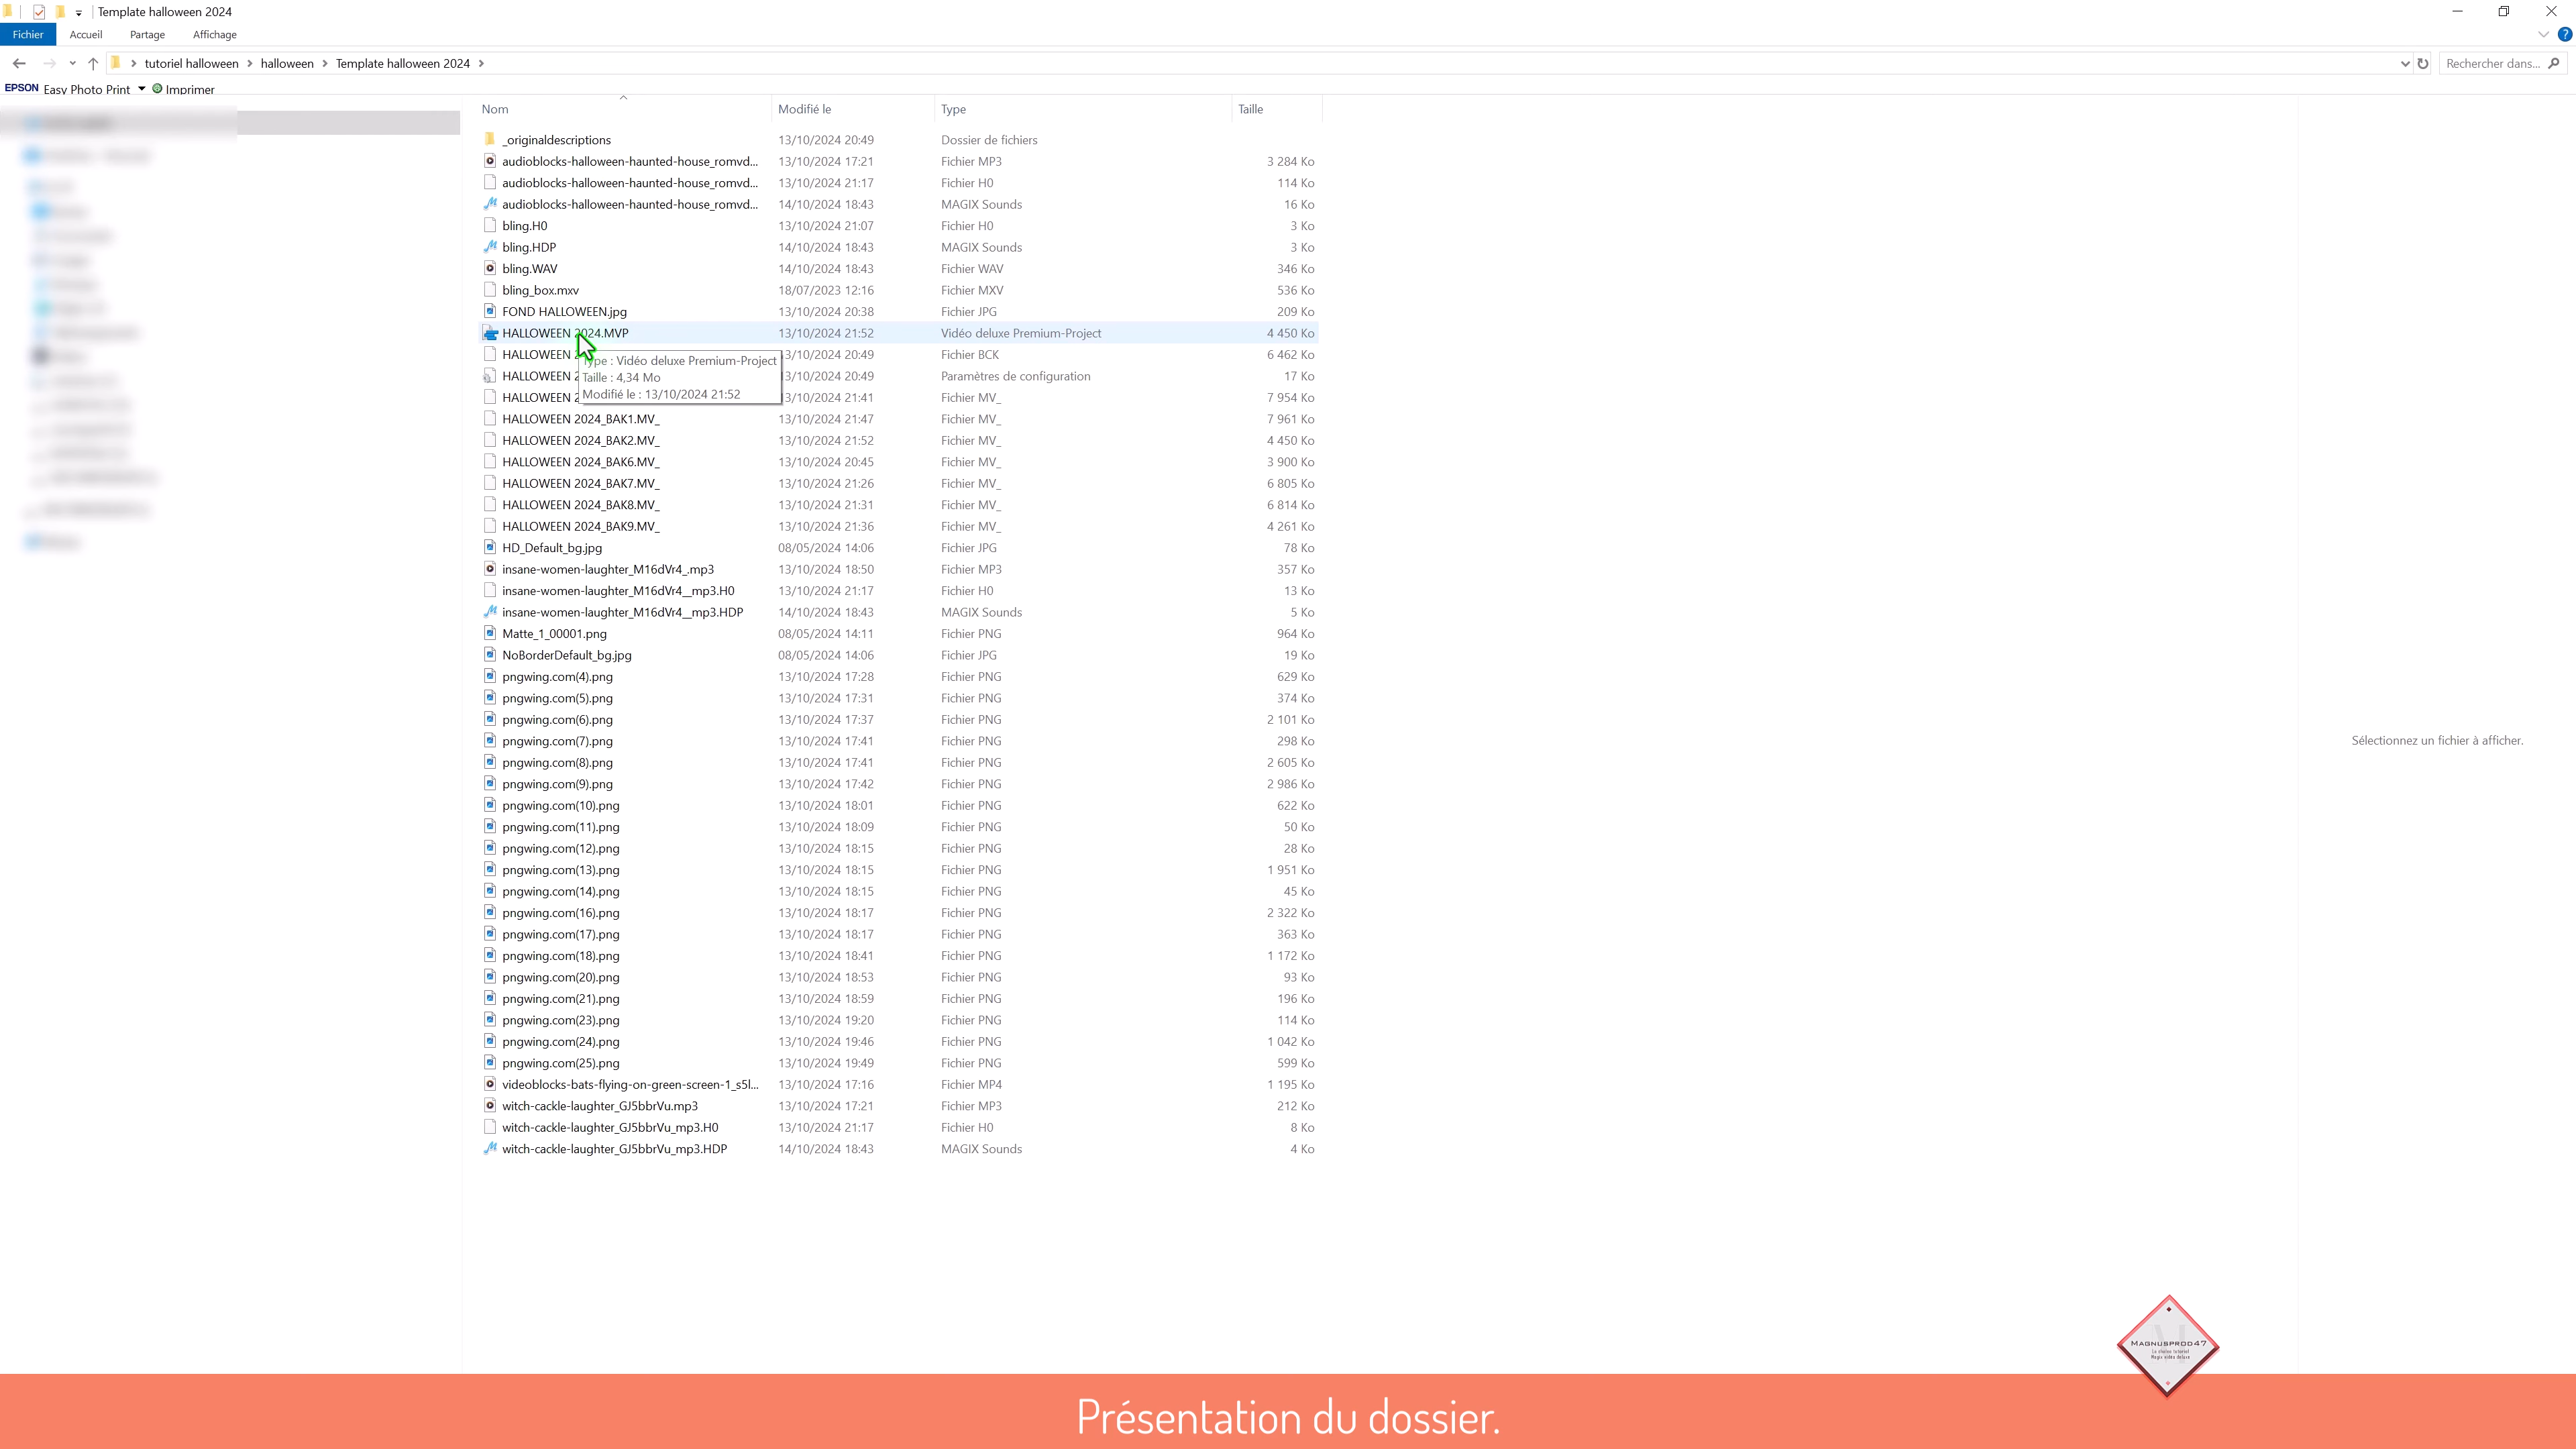 Template halloween 2024
Fichier Accueil Partage Affichage
tutoriel halloween halloween Template halloween 2024
Rechercher dans...
EPSON Easy Photo Print Imprimer
Nom Modifié le Type Taille
_originaldescriptions 13/10/2024 20:49 Dossier de fichiers
audioblocks-halloween-haunted-house_romvd... 13/10/2024 17:21 Fichier MP3 3 284 Ko
audioblocks-halloween-haunted-house_romvd... 13/10/2024 21:17 Fichier H0 114 Ko
audioblocks-halloween-haunted-house_romvd... 14/10/2024 18:43 MAGIX Sounds 16 Ko
bling.H0 13/10/2024 21:07 Fichier H0 3 Ko
bling.HDP 14/10/2024 18:43 MAGIX Sounds 3 Ko
bling.WAV 14/10/2024 18:43 Fichier WAV 346 Ko
bling_box.mxv 18/07/2023 12:16 Fichier MXV 536 Ko
FOND HALLOWEEN.jpg 13/10/2024 20:38 Fichier JPG 209 Ko
HALLOWEEN 2024.MVP 13/10/2024 21:52 Vidéo deluxe Premium-Project 4 450 Ko
HALLOWEEN 13/10/2024 20:49 Fichier BCK 6 462 Ko
HALLOWEEN 2 13/10/2024 20:49 Paramètres de configuration 17 Ko
HALLOWEEN 2 13/10/2024 21:41 Fichier MV_ 7 954 Ko
Type : Vidéo deluxe Premium-Project
Taille : 4,34 Mo
Modifié le : 13/10/2024 21:52
HALLOWEEN 2024_BAK1.MV_ 13/10/2024 21:47 Fichier MV_ 7 961 Ko
HALLOWEEN 2024_BAK2.MV_ 13/10/2024 21:52 Fichier MV_ 4 450 Ko
HALLOWEEN 2024_BAK6.MV_ 13/10/2024 20:45 Fichier MV_ 3 900 Ko
HALLOWEEN 2024_BAK7.MV_ 13/10/2024 21:26 Fichier MV_ 6 805 Ko
HALLOWEEN 2024_BAK8.MV_ 13/10/2024 21:31 Fichier MV_ 6 814 Ko
HALLOWEEN 2024_BAK9.MV_ 13/10/2024 21:36 Fichier MV_ 4 261 Ko
HD_Default_bg.jpg 08/05/2024 14:06 Fichier JPG 78 Ko
insane-women-laughter_M16dVr4_.mp3 13/10/2024 18:50 Fichier MP3 357 Ko
insane-women-laughter_M16dVr4__mp3.H0 13/10/2024 21:17 Fichier H0 13 Ko
insane-women-laughter_M16dVr4__mp3.HDP 14/10/2024 18:43 MAGIX Sounds 5 Ko
Matte_1_00001.png 08/05/2024 14:11 Fichier PNG 964 Ko
NoBorderDefault_bg.jpg 08/05/2024 14:06 Fichier JPG 19 Ko
pngwing.com(4).png 13/10/2024 17:28 Fichier PNG 629 Ko
pngwing.com(5).png 13/10/2024 17:31 Fichier PNG 374 Ko
pngwing.com(6).png 13/10/2024 17:37 Fichier PNG 2 101 Ko
pngwing.com(7).png 13/10/2024 17:41 Fichier PNG 298 Ko
Sélectionnez un fichier à afficher.
pngwing.com(8).png 13/10/2024 17:41 Fichier PNG 2 605 Ko
pngwing.com(9).png 13/10/2024 17:42 Fichier PNG 2 986 Ko
pngwing.com(10).png 13/10/2024 18:01 Fichier PNG 622 Ko
pngwing.com(11).png 13/10/2024 18:09 Fichier PNG 50 Ko
pngwing.com(12).png 13/10/2024 18:15 Fichier PNG 28 Ko
pngwing.com(13).png 13/10/2024 18:15 Fichier PNG 1 951 Ko
pngwing.com(14).png 13/10/2024 18:15 Fichier PNG 45 Ko
pngwing.com(16).png 13/10/2024 18:17 Fichier PNG 2 322 Ko
pngwing.com(17).png 13/10/2024 18:17 Fichier PNG 363 Ko
pngwing.com(18).png 13/10/2024 18:41 Fichier PNG 1 172 Ko
pngwing.com(20).png 13/10/2024 18:53 Fichier PNG 93 Ko
pngwing.com(21).png 13/10/2024 18:59 Fichier PNG 196 Ko
pngwing.com(23).png 13/10/2024 19:20 Fichier PNG 114 Ko
pngwing.com(24).png 13/10/2024 19:46 Fichier PNG 1 042 Ko
pngwing.com(25).png 13/10/2024 19:49 Fichier PNG 599 Ko
videoblocks-bats-flying-on-green-screen-1_s5l... 13/10/2024 17:16 Fichier MP4 1 195 Ko
witch-cackle-laughter_GJ5bbrVu.mp3 13/10/2024 17:21 Fichier MP3 212 Ko
witch-cackle-laughter_GJ5bbrVu_mp3.H0 13/10/2024 21:17 Fichier H0 8 Ko
witch-cackle-laughter_GJ5bbrVu_mp3.HDP 14/10/2024 18:43 MAGIX Sounds 4 Ko
MAGNUSPROD47
La chaîne tutoriel
Magix vidéo deluxe
Présentation du dossier.